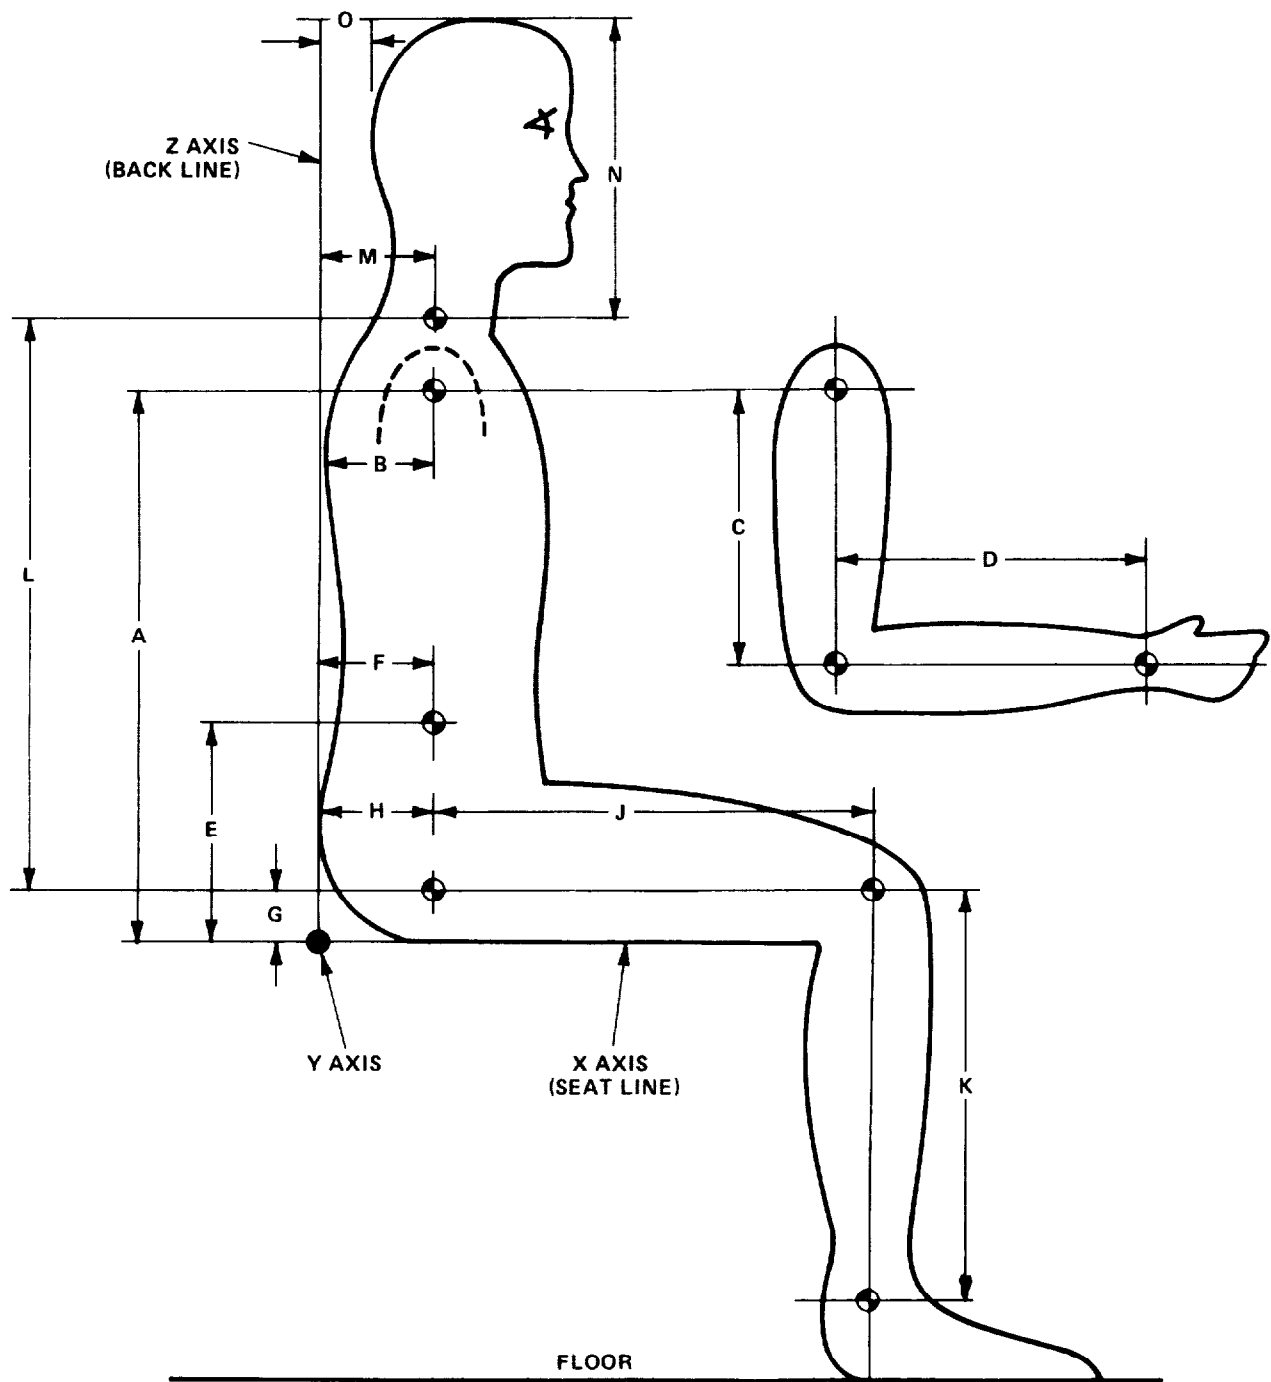 O
Z AXIS
(BACK LINE)
N
M
B
C
D
L
A
F
E
H
J
G
Y AXIS
X AXIS
(SEAT LINE)
K
FLOOR